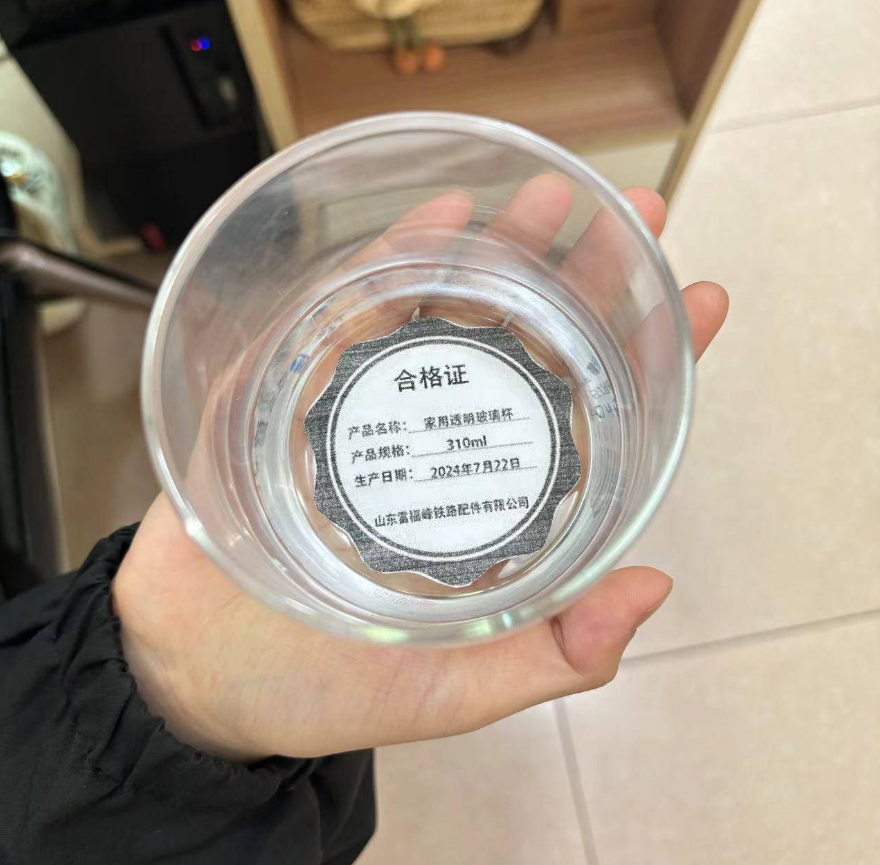 合格证
产品名称：家用透明玻璃杯
产品规格：310ml
生产日期：2024年7月22日
山东富福峰铁路配件有限公司